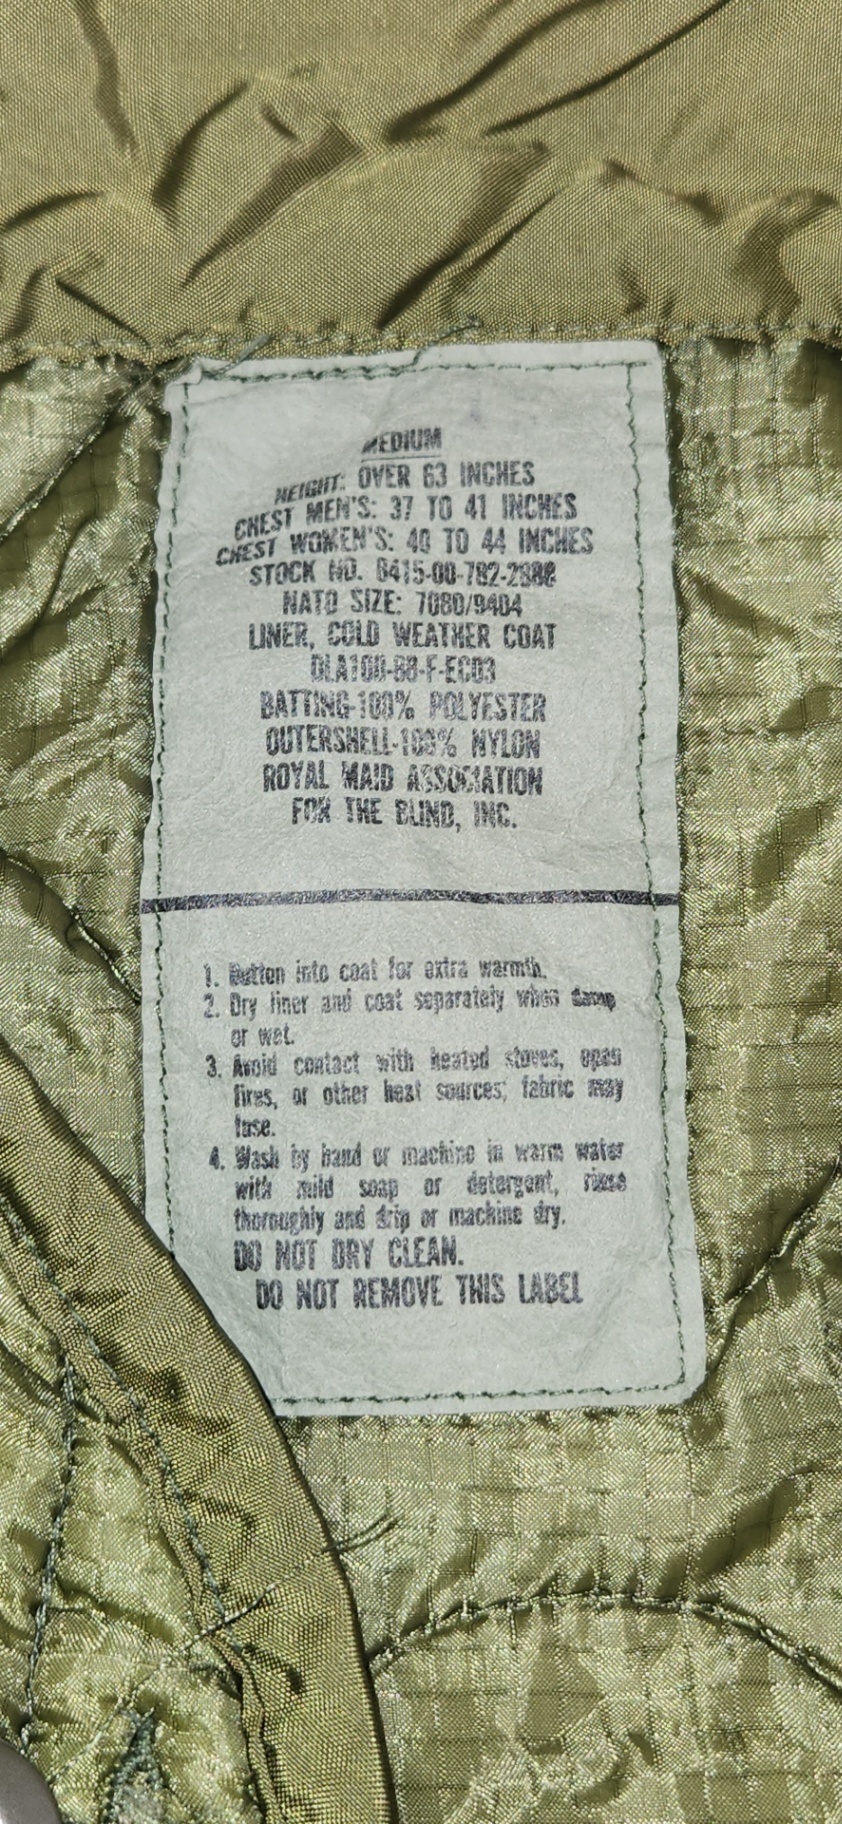 MEDIUM
HEIGHT: OVER 63 INCHES
CHEST MEN'S: 37 TO 41 INCHES
CHEST WOMEN'S: 40 TO 44 INCHES
STOCK NO. 8415-00-782-2888
NATO SIZE: 7080/9404
LINER, COLD WEATHER COAT
DLA100-88-F-EC03
BATTING-100% POLYESTER
OUTERSHELL-100% NYLON
ROYAL MAID ASSOCIATION
FOR THE BLIND, INC.
1. Button into coat for extra warmth.
2. Dry liner and coat separately when damp
or wet.
3. Avoid contact with heated stoves, open
fires, or other heat sources; fabric may
fuse.
4. Wash by hand or machine in warm water
with mild soap or detergent, rinse
thoroughly and drip or machine dry.
DO NOT DRY CLEAN.
DO NOT REMOVE THIS LABEL